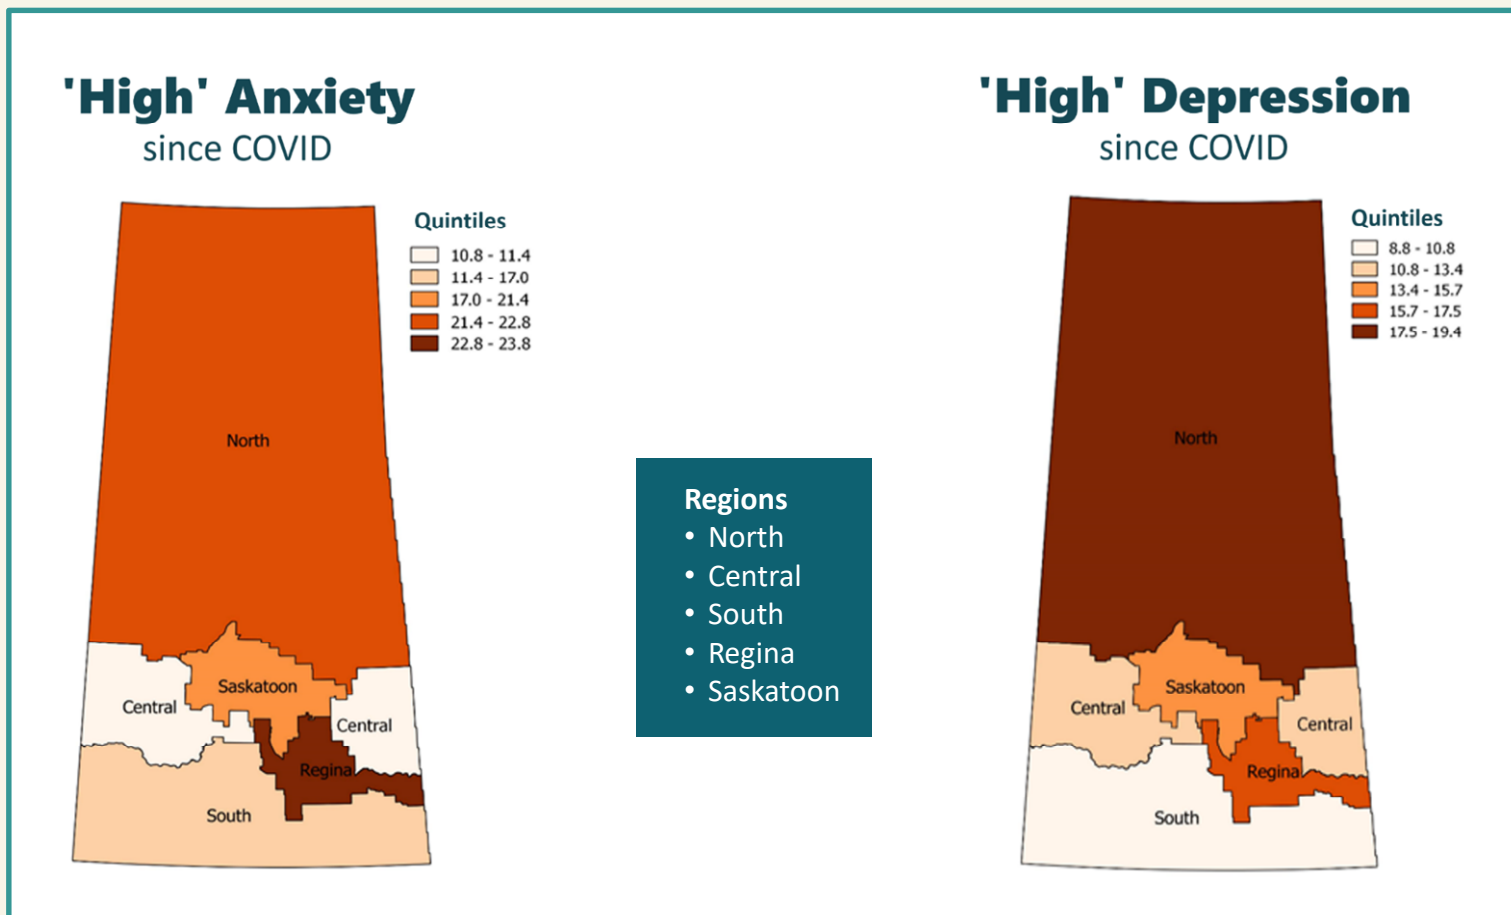 'High' Anxiety
since COVID
Quintiles
10.8 - 11.4
11.4 - 17.0
17.0 - 21.4
21.4 - 22.8
22.8 - 23.8
North
Saskatoon
Central
Central
Regina
South
Regions
• North
• Central
• South
• Regina
• Saskatoon
'High' Depression
since COVID
Quintiles
8.8 - 10.8
10.8 - 13.4
13.4 - 15.7
15.7 - 17.5
17.5 - 19.4
North
Saskatoon
Central
Central
Regina
South